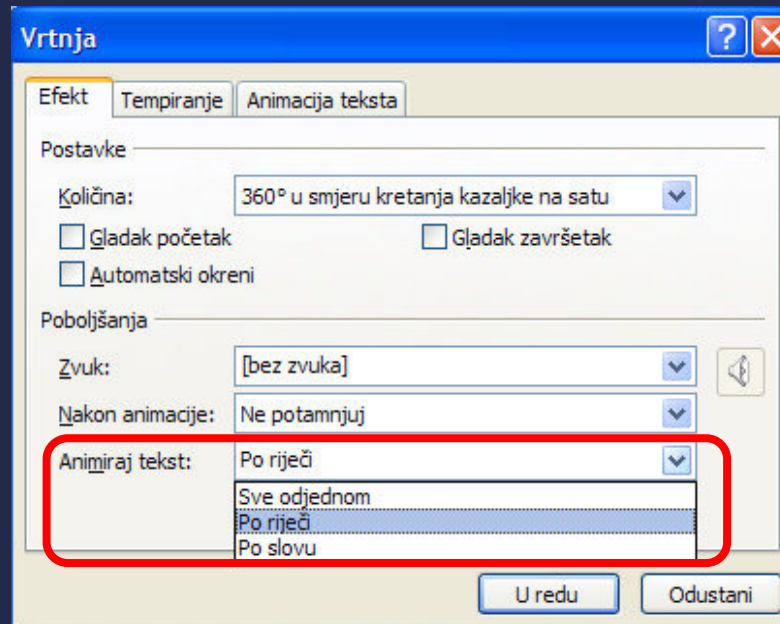 Vrtnja
Efekt Tempiranje Animacija teksta
Postavke
Količina: 360° u smjeru kretanja kazaljke na satu
Gladak početak Gladak završetak
Automatski okreni
Poboljšanja
Zvuk: [bez zvuka]
Nakon animacije: Ne potamnjuj
Animiraj tekst: Po riječi
Sve odjednom
Po riječi
Po slovu
U redu Odustani